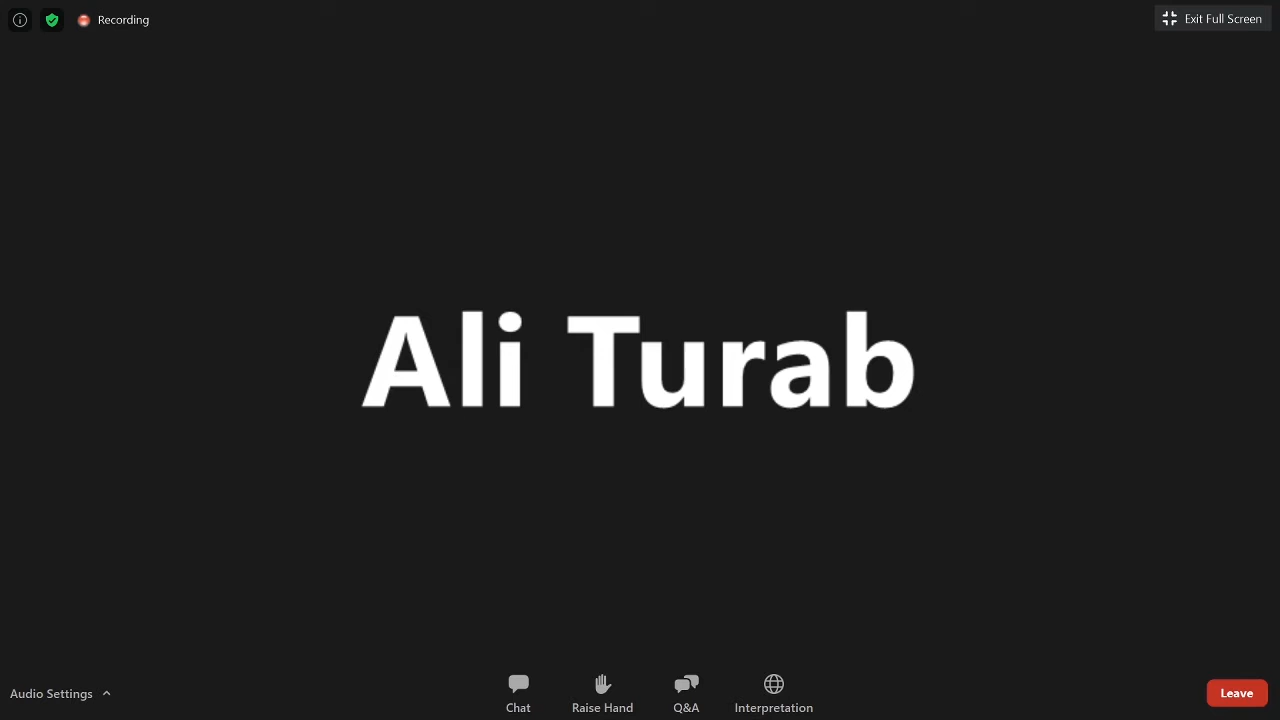 Recording
Exit Full Screen
Ali Turab
Audio Settings
Chat
Raise Hand
Q&A
Interpretation
Leave